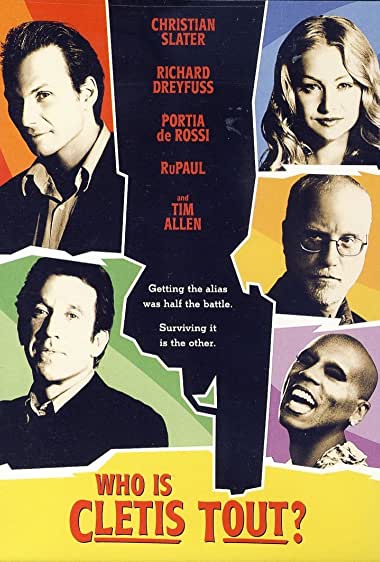 CHRISTIAN
SLATER
RICHARD
DREYFUSS
PORTIA
de ROSSI
RuPAUL
and
TIM
ALLEN
Getting the alias
was half the battle.
Surviving it
is the other.
WHO IS
CLETIS TOUT?